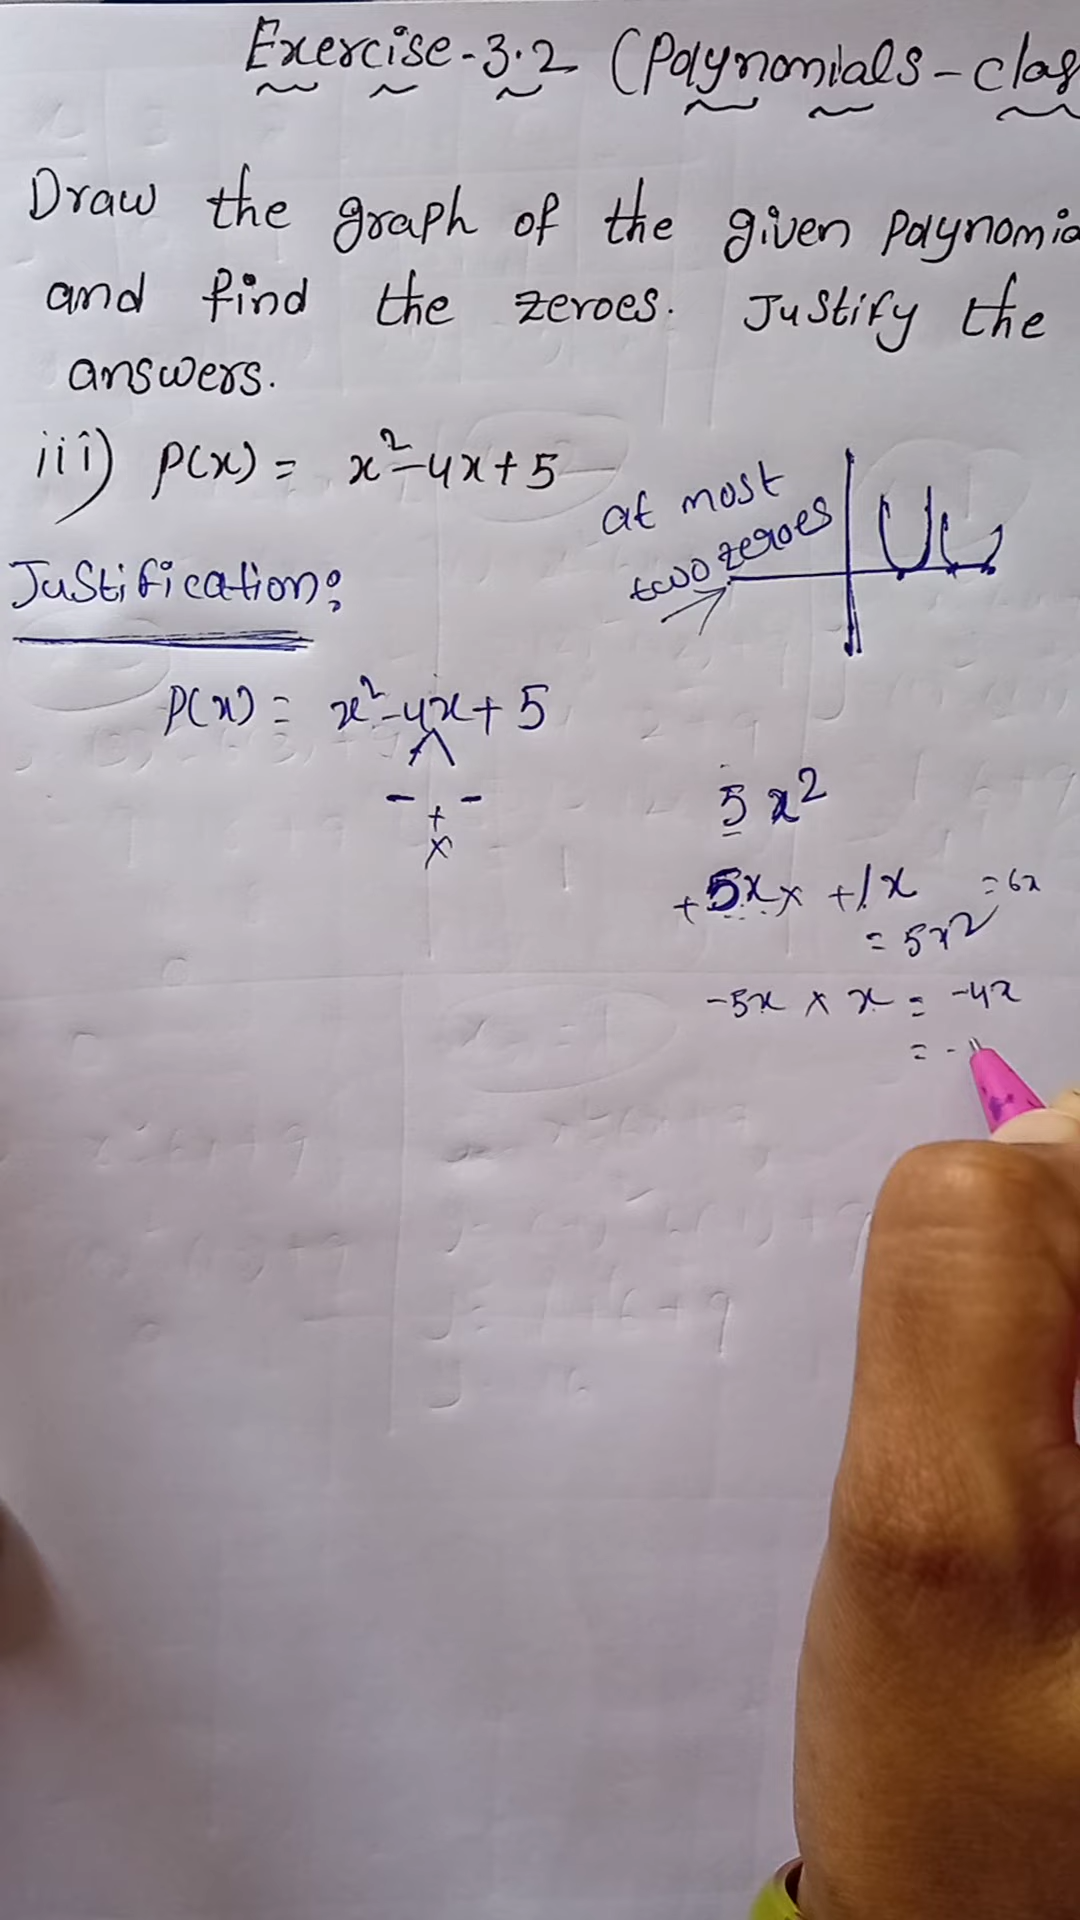 Exercise-3.2 (Polynomials-clas
Draw the graph of the given Polynomia
and find the zeroes. Justify the
answers.
iii) P(x) = x²-4x+5
at most
two zeroes
Justification:
P(x) = x²-4x+5
- + -
x
5x²
+5x x +1x = 6x
= 5x²
-5x x x = -4x
= -